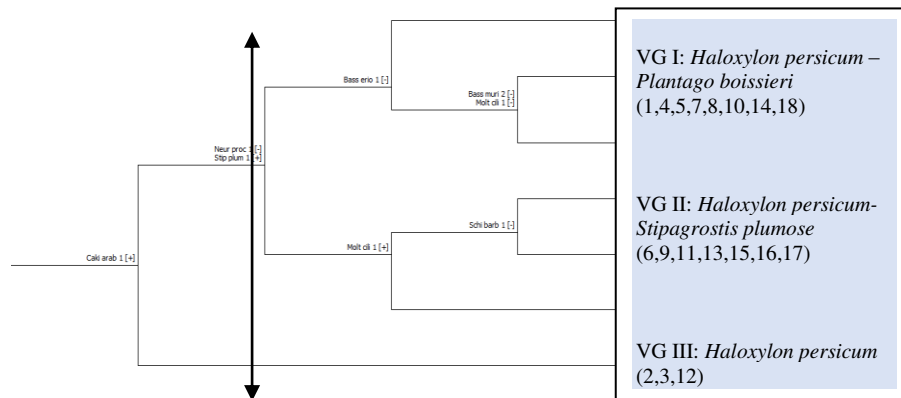 VG I: Haloxylon persicum –
Plantago boissieri
(1,4,5,7,8,10,14,18)
Bass erio 1 [-]
Bass muri 2 [-]
Molt cili 1 [-]
Neur proc 1 [-]
Stip plum 1 [+]
VG II: Haloxylon persicum-
Stipagrostis plumose
(6,9,11,13,15,16,17)
Schi barb 1 [-]
Molt cili 1 [+]
Caki arab 1 [+]
VG III: Haloxylon persicum
(2,3,12)